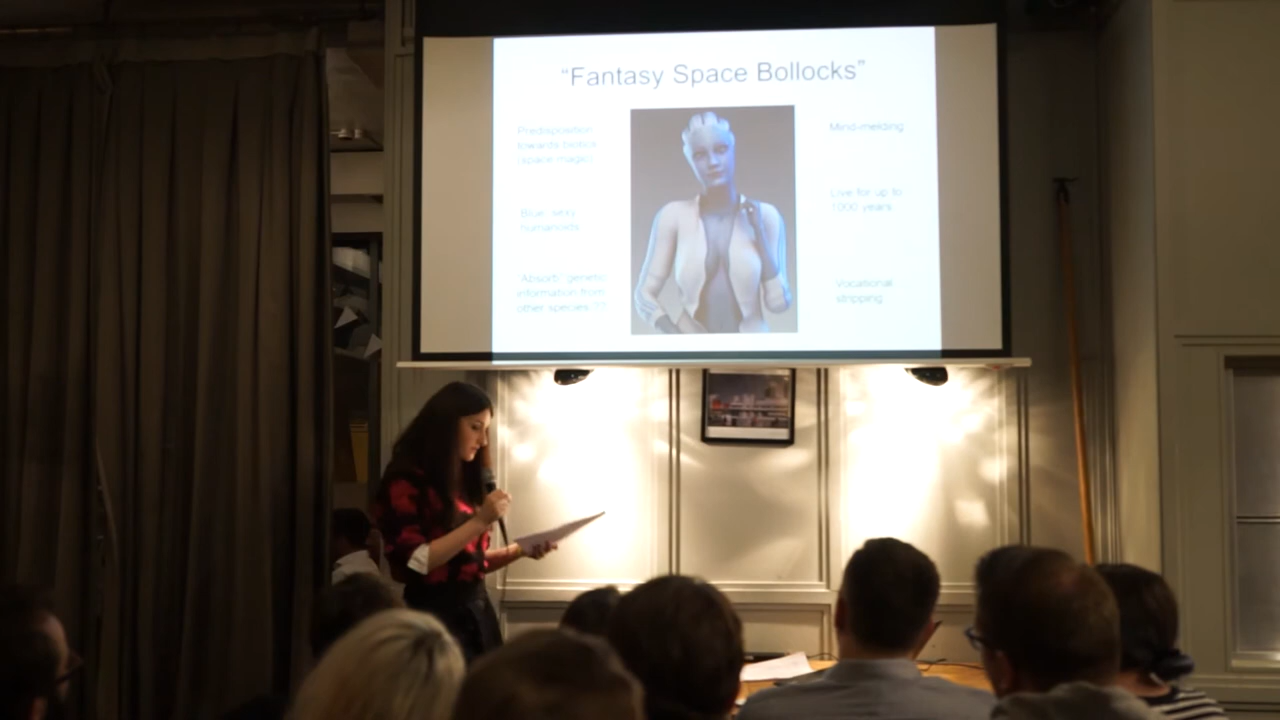 “Fantasy Space Bollocks”
Predisposition
towards biotics
(space magic)
Blue, sexy
humanoids
"Absorb" genetic
information from
other species??
Mind-melding
Live for up to
1000 years
Vocational
stripping